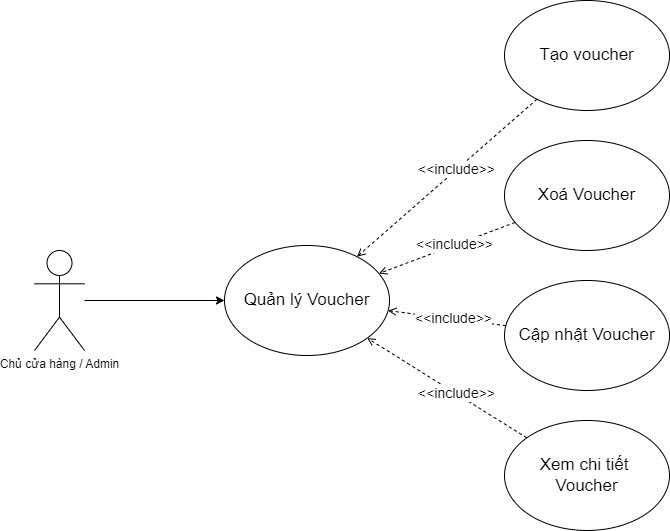 Tạo voucher
<<include>>
Xoá Voucher
<<include>>
Quản lý Voucher
<<include>>
Cập nhật Voucher
Chủ cửa hàng / Admin
<<include>>
Xem chi tiết
Voucher